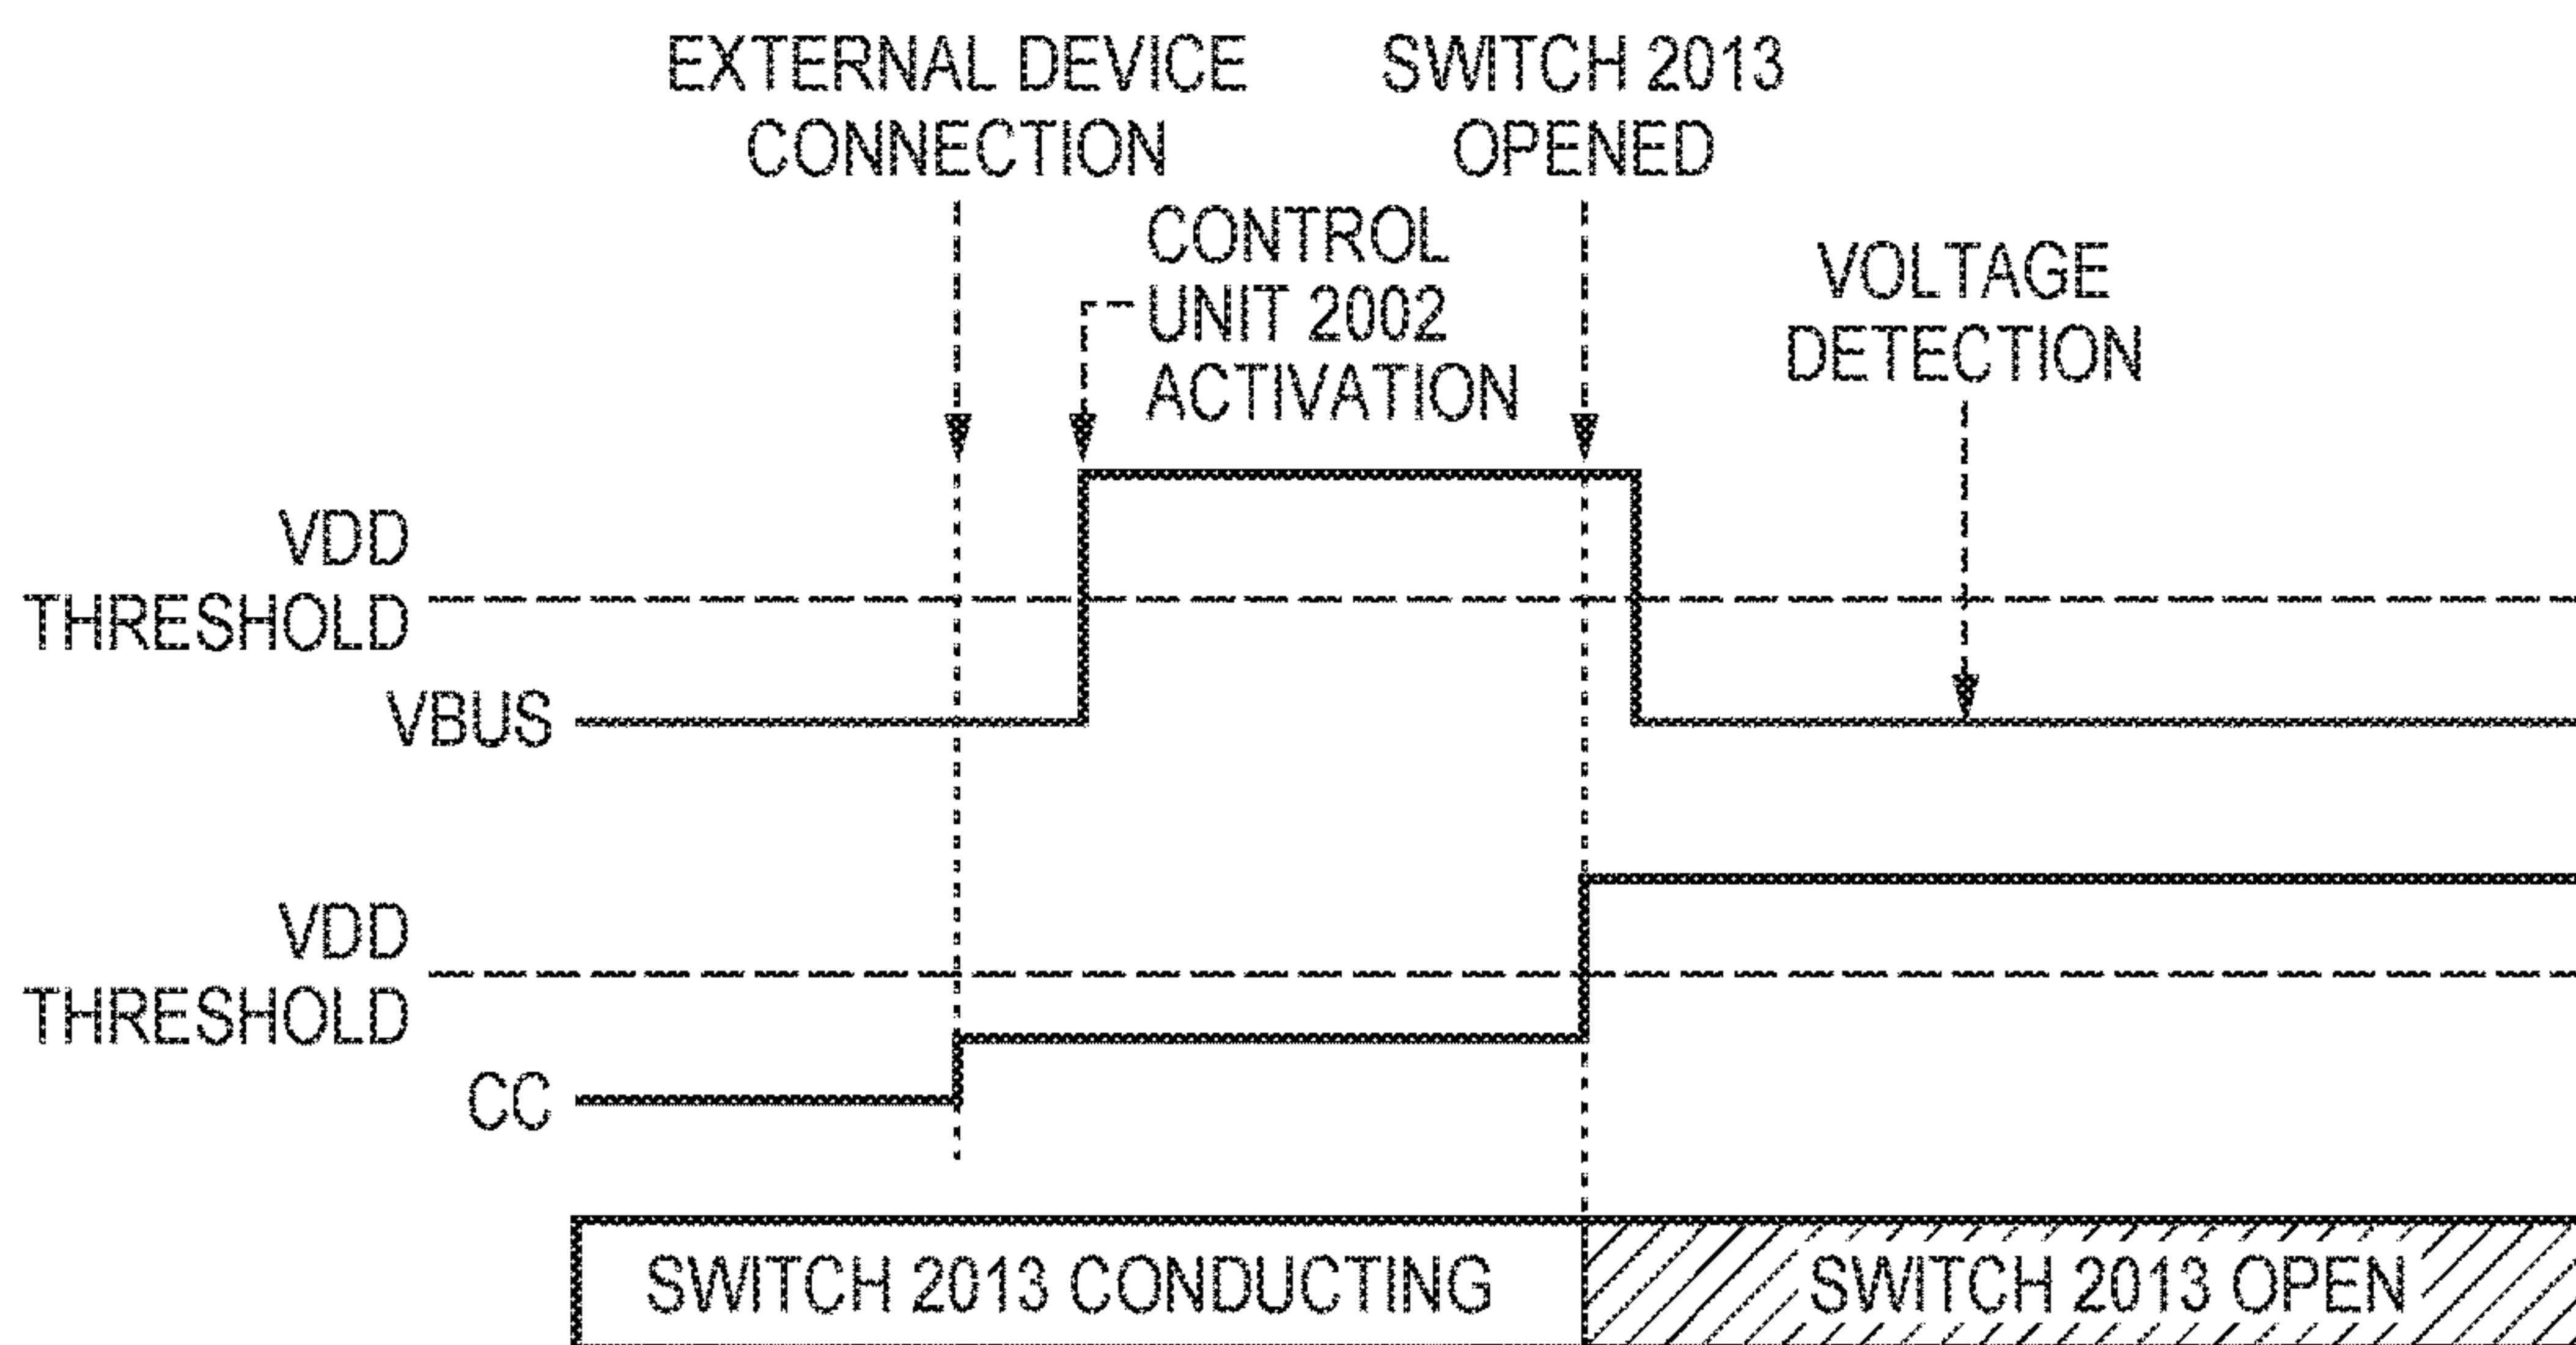 EXTERNAL DEVICE
CONNECTION
SWITCH 2013
OPENED
CONTROL
UNIT 2002
ACTIVATION
VOLTAGE
DETECTION
VDD
THRESHOLD
VBUS
VDD
THRESHOLD
CC
SWITCH 2013 CONDUCTING
SWITCH 2013 OPEN